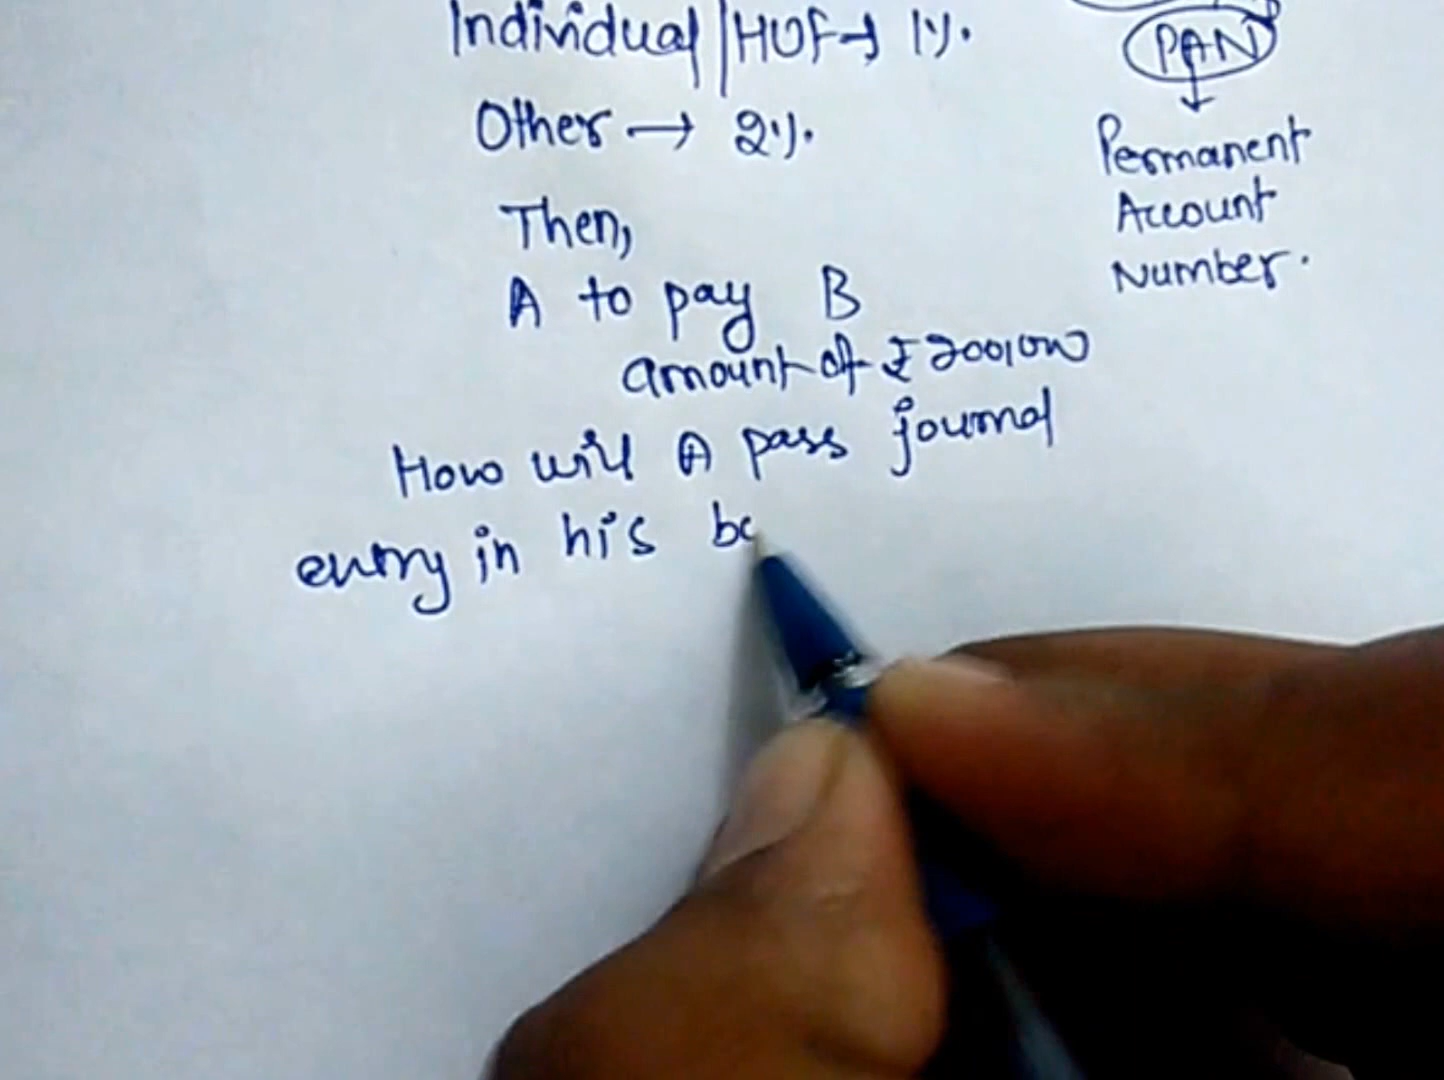 Individual | HUF → 1%.
Other → 2%.
Then,
A to pay B
amount of ₹ 200,000
How will A pass journal
entry in his bo
PAN
↓
Permanent
Account
Number.